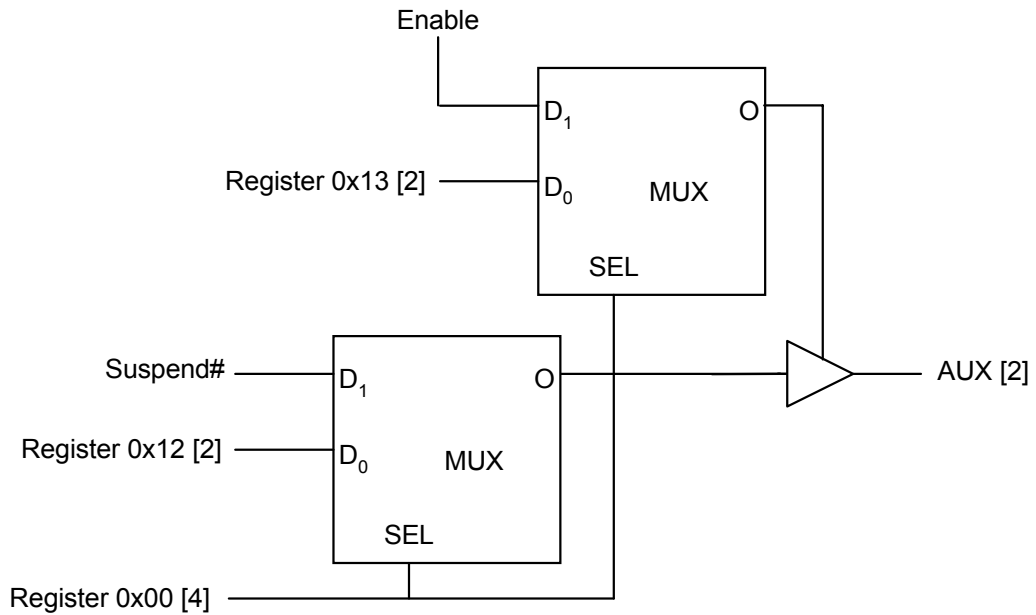 Enable
D1
O
Register 0x13 [2]
D0
MUX
SEL
Suspend#
D1
O
AUX [2]
Register 0x12 [2]
D0
MUX
SEL
Register 0x00 [4]